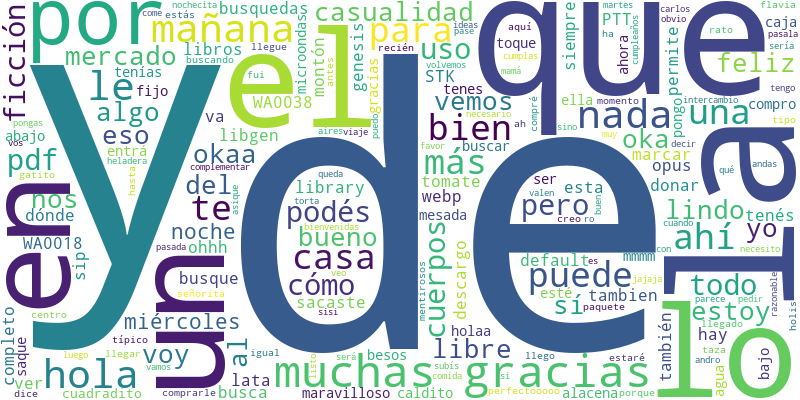 y
de
que
el
lo
a
en
un
por
mañana
para
casualidad
mercado
libros
busquedas
ficción
le
algo
tenías
fijo
eso
entrá
va
WA0038
libgen
montón
microondas
genesis
gracias
uso
STK
tenes
vemos
bien
buscar
más
tomate
siempre
PTT
toque
ella
oka
nada
marcar
permite
pongo
una
ahora
aquí
feliz
caja
compro
tipo
opus
donar
lindo
tenés
yo
ahí
todo
estoy
hay
bajo
agua
taza
andro
también
llegado
parece
pedir
necesito
razonable
holis
jajaja
nos
pdf
abajo
okaa
del
te
dónde
WA0018
sip
noche
ohhh
library
podés
bueno
casa
cómo
sacaste
queda
torta
bienvenidas
veo
sisi
webp
mesada
pero
ser
esta
creo
ro
default
mmmm
puede
tambien
esté
sí
cuerpos
descargo
mentirosos
holaa
libre
llego
subís
comida
si
perfectooooo
alacena
porque
paquete
es
estaré
muchas gracias
besos
caldito
maravilloso
lata
busca
busque
pasada
señorita
igual
será
listo
comprarle
al
voy
miércoles
típico
llegar
vamos
luego
hola
cuadradito
centro
completo
saque
ver
dice
gatito
heladera
hasta
complementar
asique
pongas
vos
nochecita
come
estás
buscando
llegue
fui
antes
aires
viaje
puedo
favor
necesario
ah
momento
compré
sino
muy
decir
intercambio
cumpleaños
cumplas
mamá
recién
ideas
pase
volvemos
martes
obvio
ha
carlos
rato
flavia
pasala
sería
tengo
qué
andas
cuando
con
valen
buen